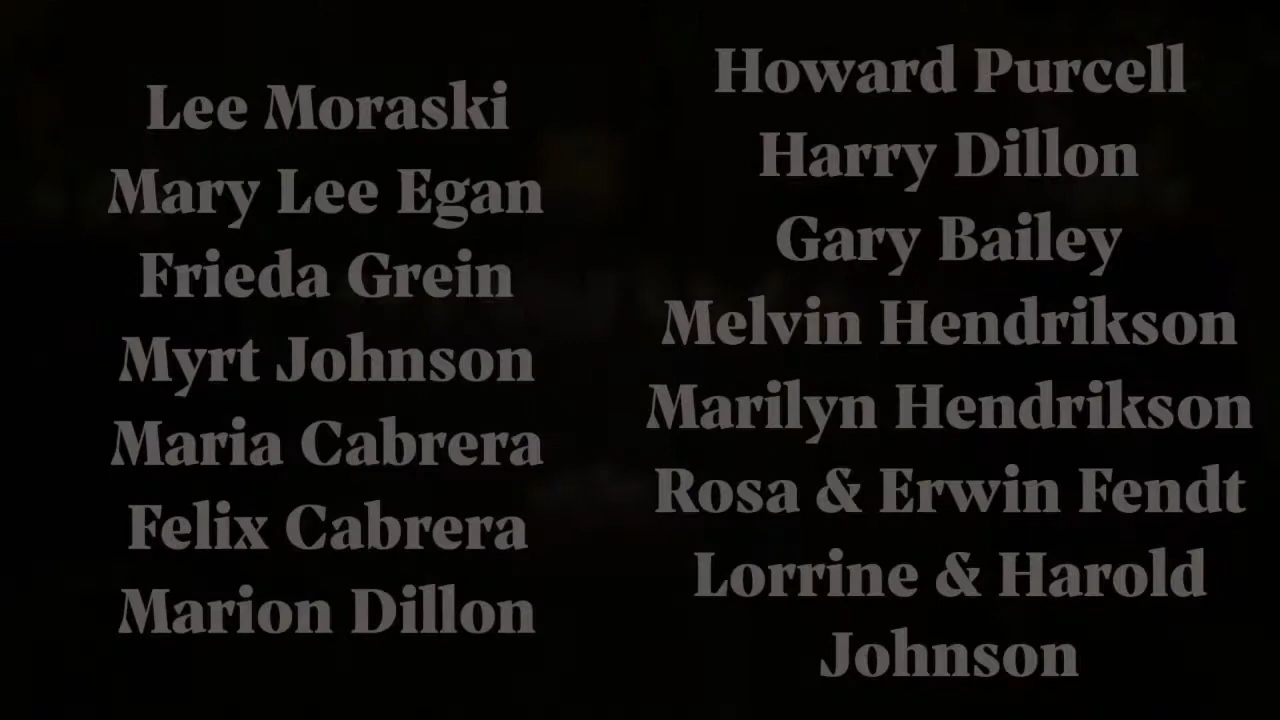 Lee Moraski
Mary Lee Egan
Frieda Grein
Myrt Johnson
Maria Cabrera
Felix Cabrera
Marion Dillon
Howard Purcell
Harry Dillon
Gary Bailey
Melvin Hendrikson
Marilyn Hendrikson
Rosa & Erwin Fendt
Lorrine & Harold
Johnson